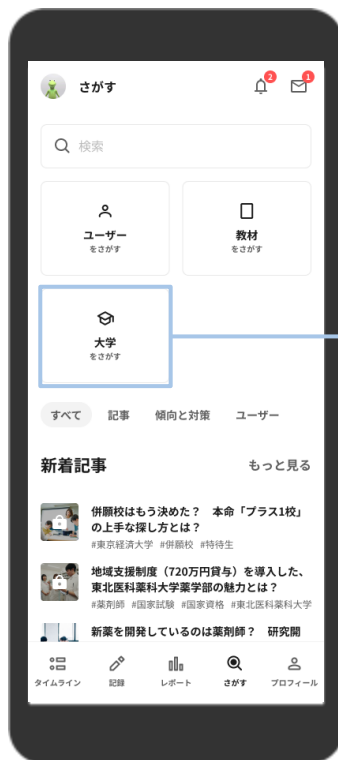 さがす
2
1
検索
ユーザー
をさがす
教材
をさがす
大学
をさがす
すべて 記事 傾向と対策 ユーザー
新着記事 もっと見る
併願校はもう決めた？ 本命「プラス1校」
の上手な探し方とは？
#東京経済大学 #併願校 #特待生
地域支援制度（720万円貸与）を導入した、
東北医科薬科大学薬学部の魅力とは？
#薬剤師 #国家試験 #国家資格 #東北医科薬科大学
新薬を開発しているのは薬剤師？ 研究開
タイムライン 記録 レポート さがす プロフィール